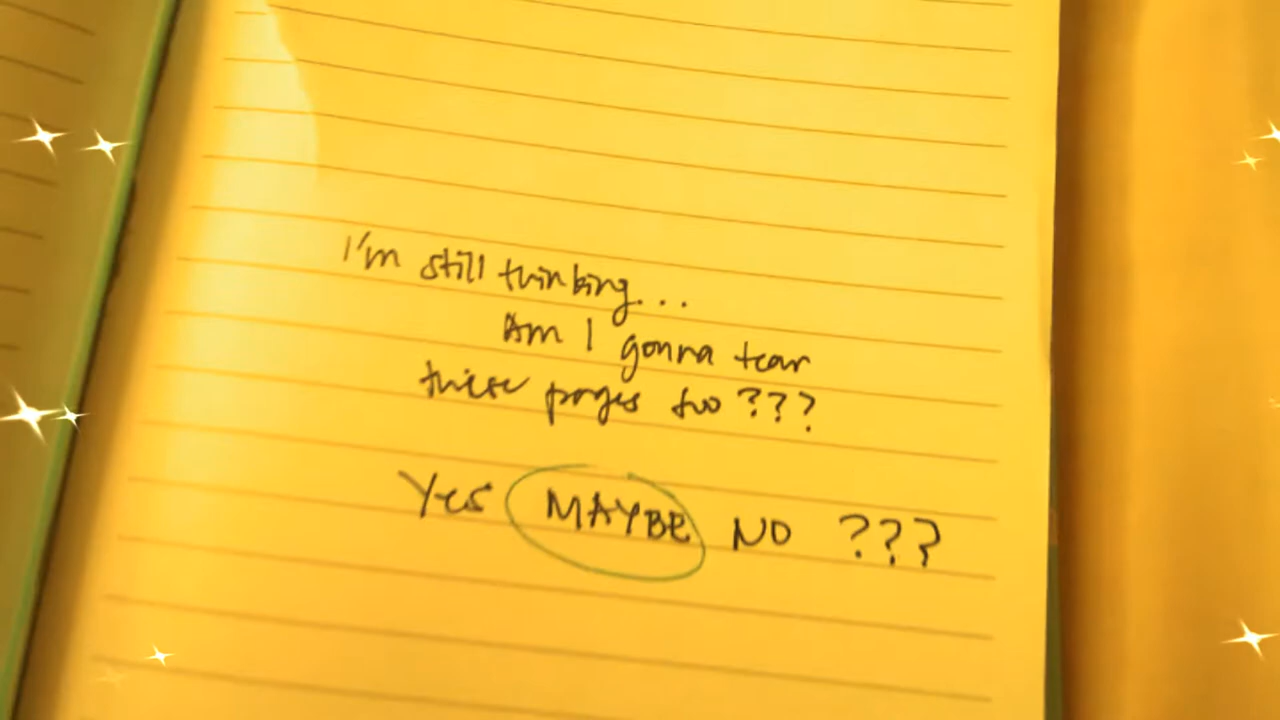 I'm still thinking...
Am I gonna tear
these pages too???
Yes MAYBE NO ???